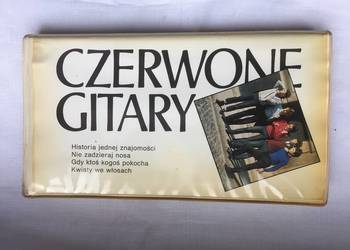 CZERWONE
GITARY
Historia jednej znajomości
Nie zadzieraj nosa
Gdy ktoś kogoś pokocha
Kwiaty we włosach